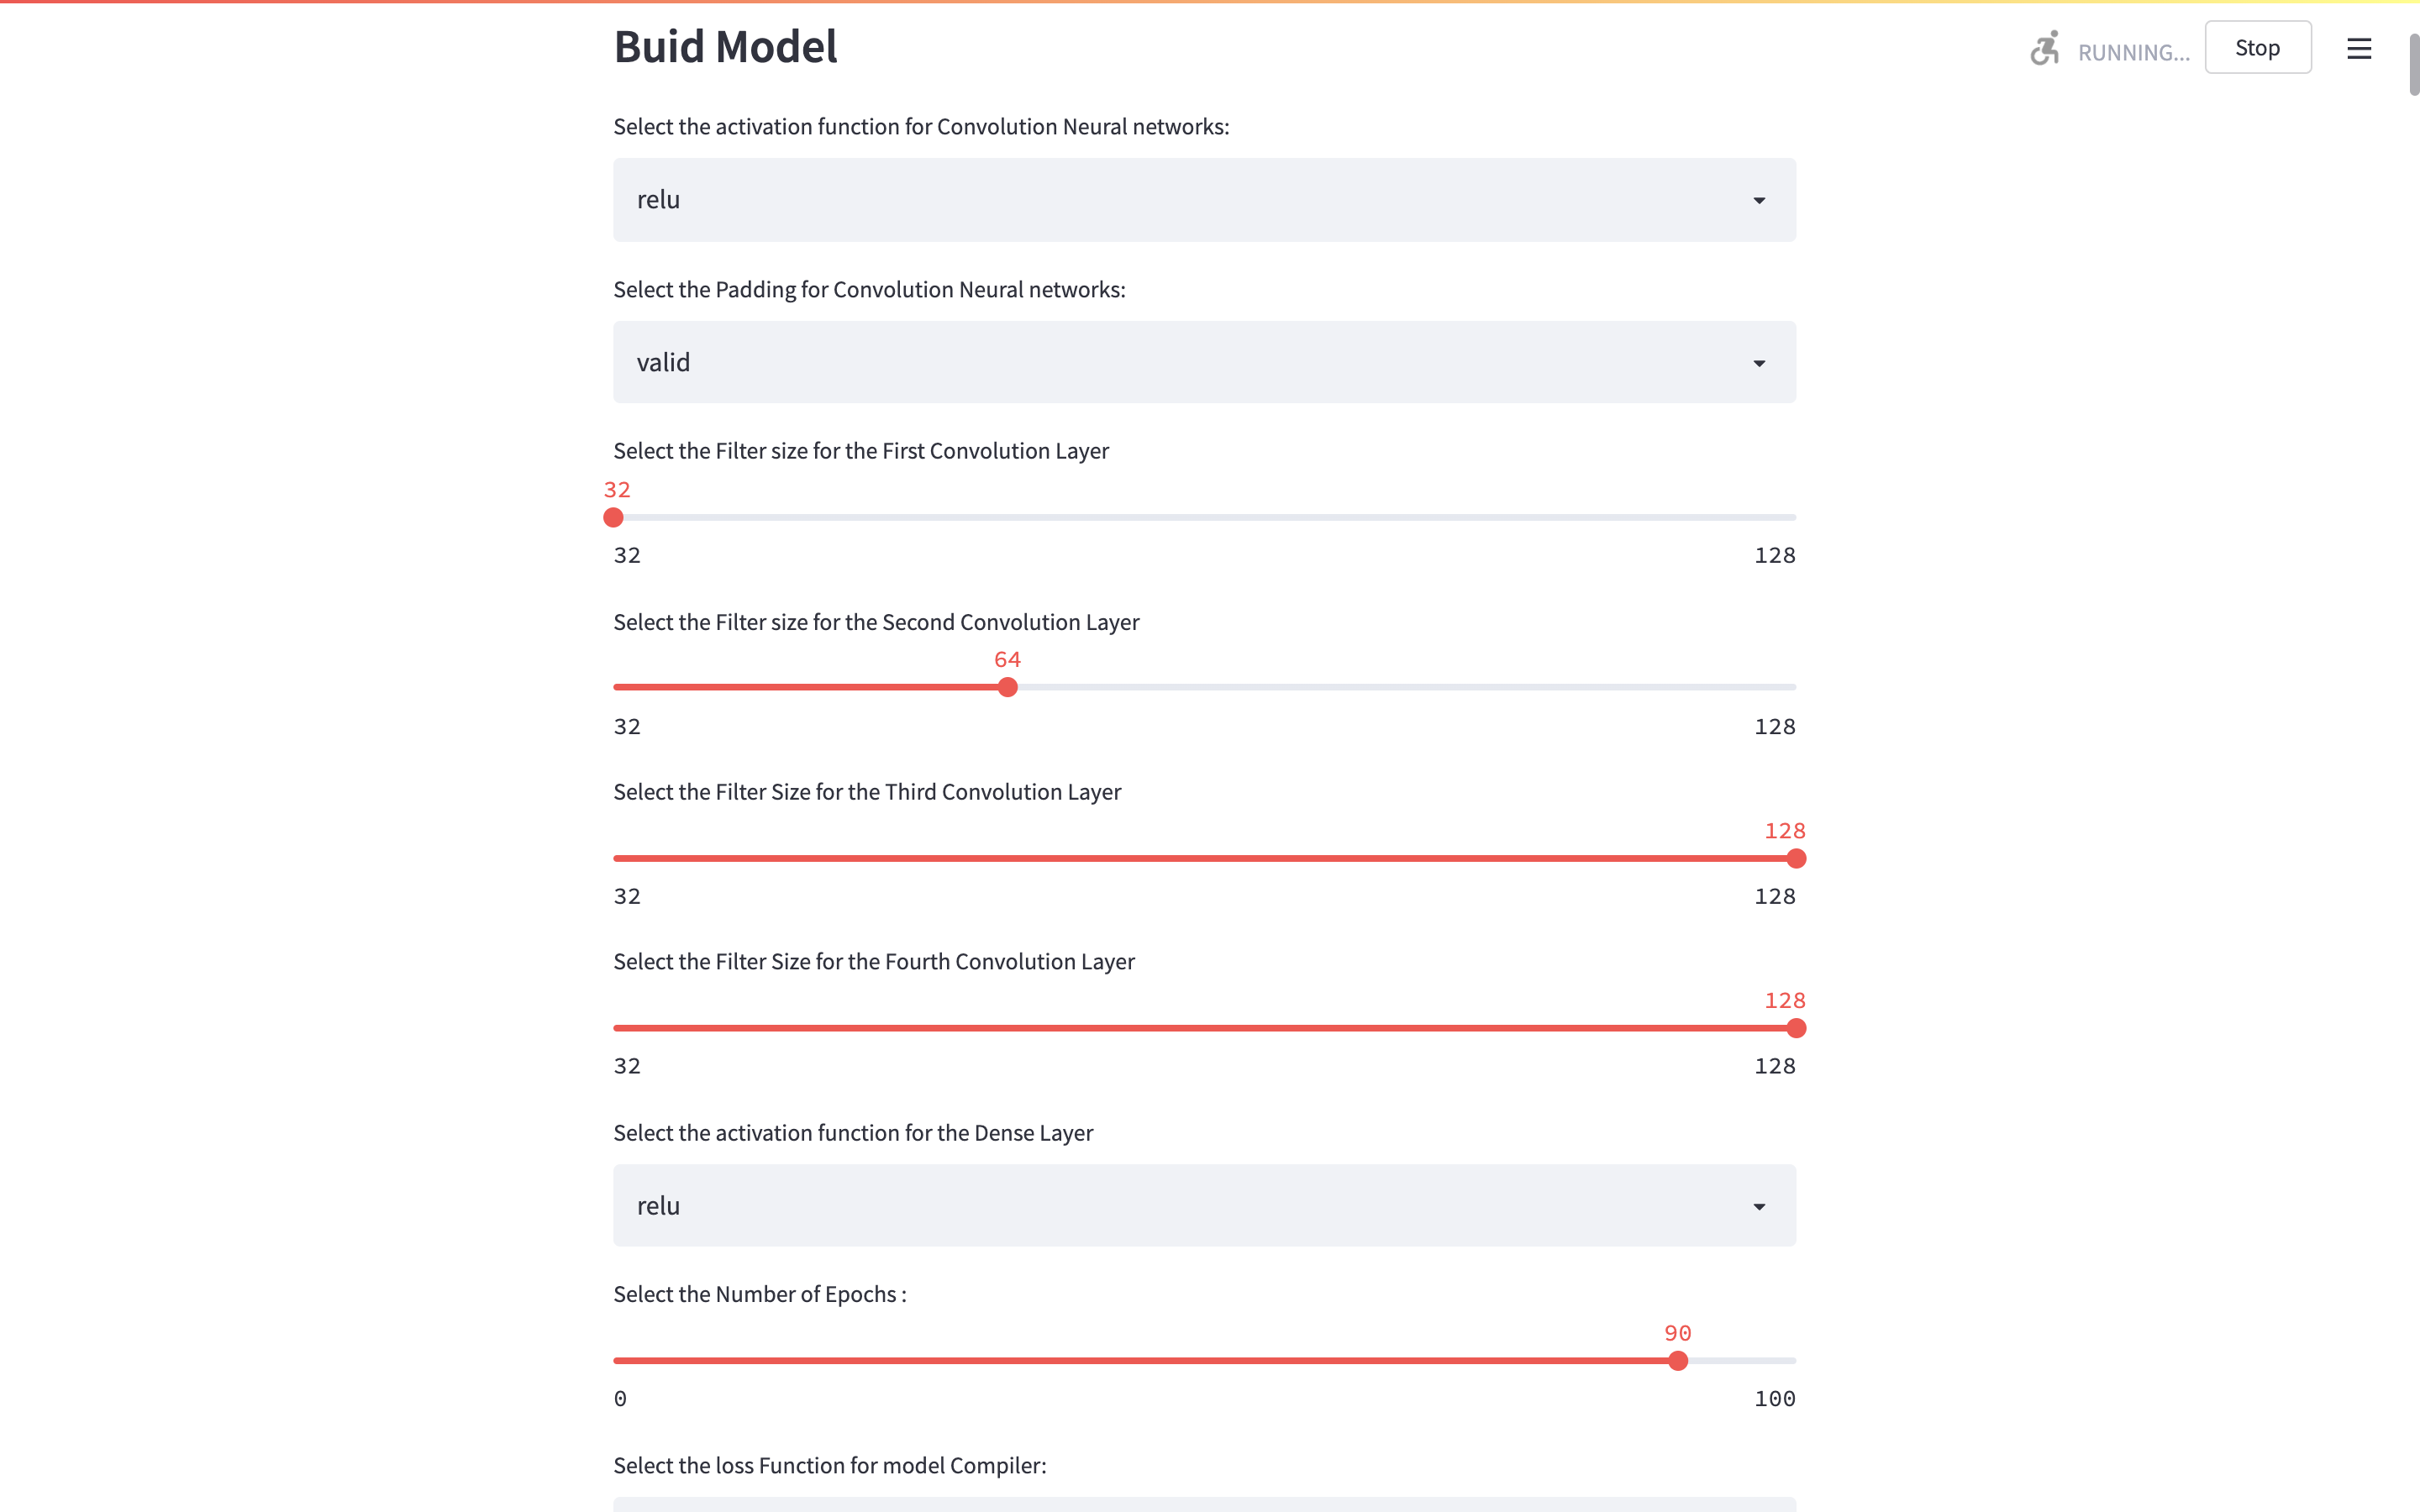 Buid Model
RUNNING...
Stop
Select the activation function for Convolution Neural networks:
relu
Select the Padding for Convolution Neural networks:
valid
Select the Filter size for the First Convolution Layer
32
32 128
Select the Filter size for the Second Convolution Layer
64
32 128
Select the Filter Size for the Third Convolution Layer
128
32 128
Select the Filter Size for the Fourth Convolution Layer
128
32 128
Select the activation function for the Dense Layer
relu
Select the Number of Epochs :
90
0 100
Select the loss Function for model Compiler: